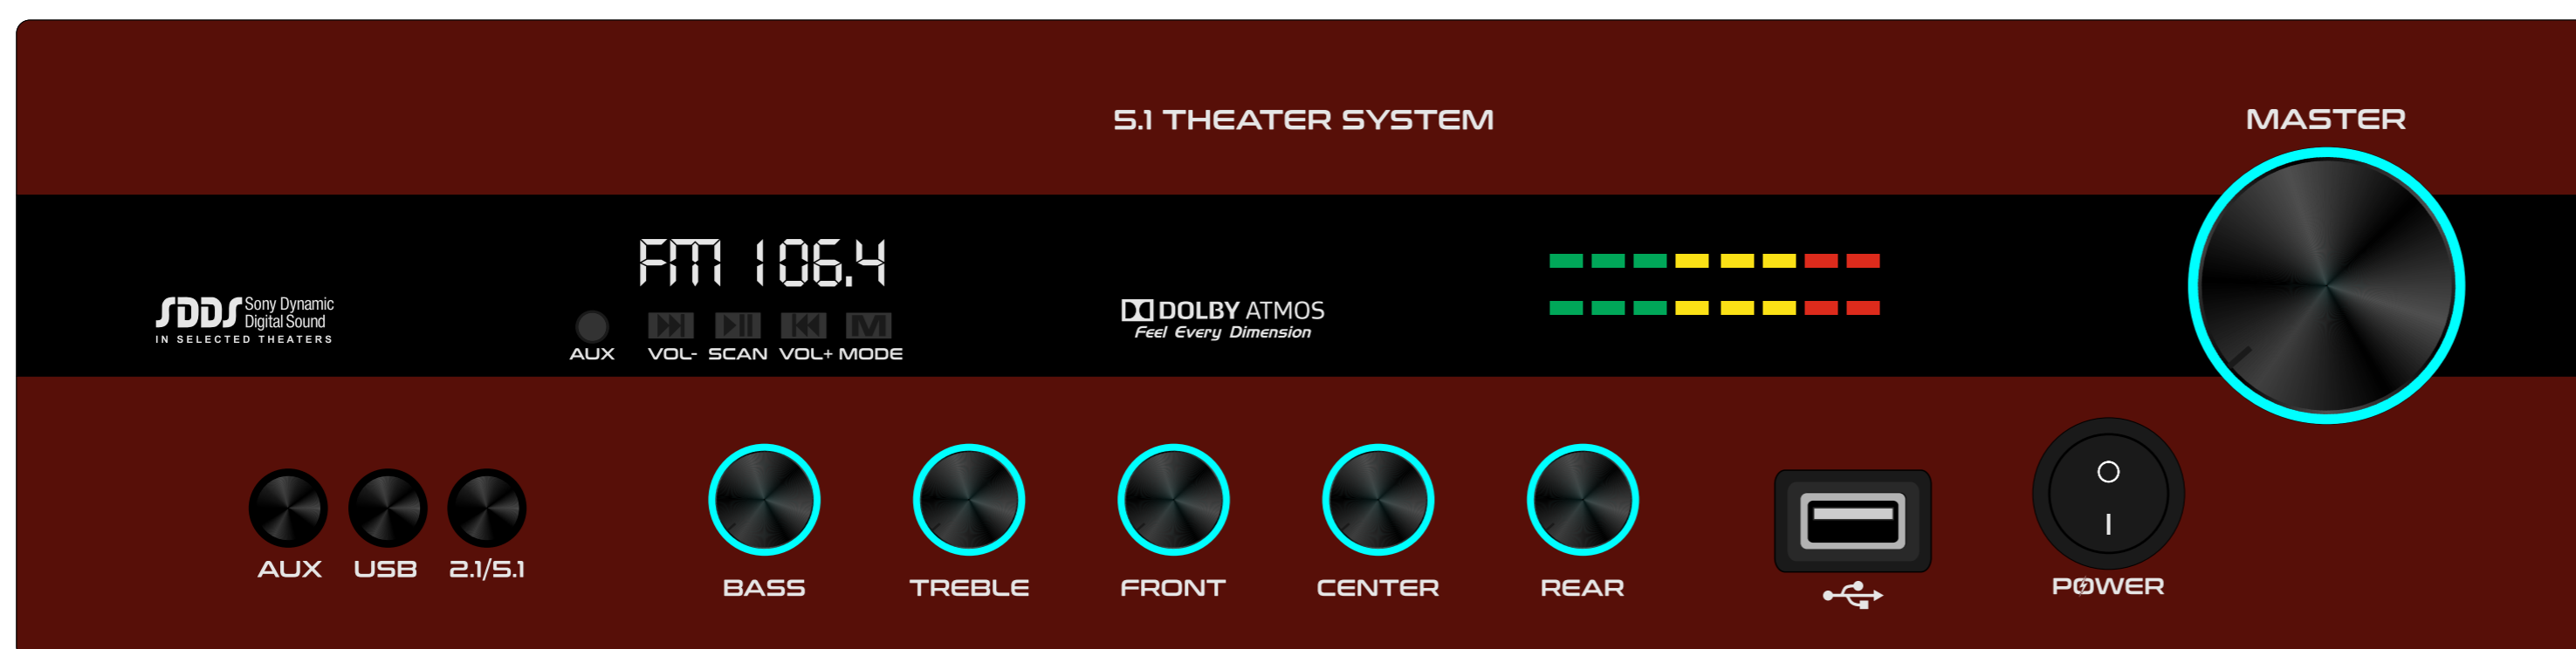 5.1 THEATER SYSTEM
MASTER
FM 106.4
SDDS Sony Dynamic
Digital Sound
IN SELECTED THEATERS
DOLBY ATMOS
Feel Every Dimension
M
AUX VOL- SCAN VOL+ MODE
AUX USB 2.1/5.1
BASS TREBLE FRONT CENTER REAR
POWER